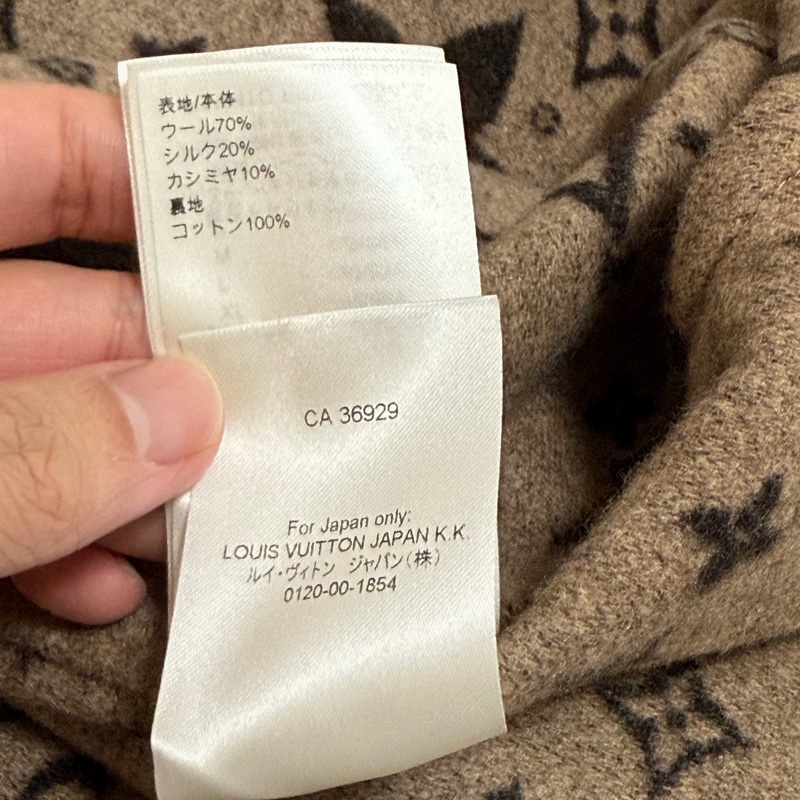 表地/本体
ウール70%
シルク20%
カシミヤ10%
裏地
コットン100%
CA 36929
For Japan only:
LOUIS VUITTON JAPAN K.K.
ルイ・ヴィトン ジャパン(株)
0120-00-1854